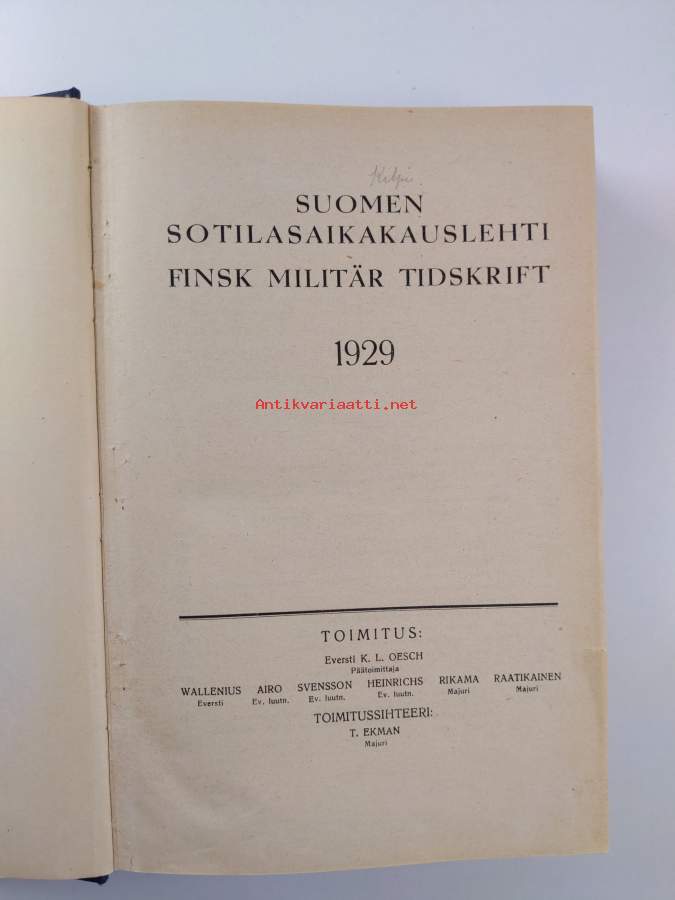 SUOMEN
SOTILASAIKAKAUSLEHTI
FINSK MILITÄR TIDSKRIFT
1929
Antikvariaatti.net
TOIMITUS:
Eversti K. L. OESCH
Päätoimittaja
WALLENIUS AIRO SVENSSON HEINRICHS RIKAMA RAATIKAINEN
Eversti Ev. luutn. Ev. luutn. Ev. luutn. Majuri Majuri
TOIMITUSSIHTEERI:
T. EKMAN
Majuri